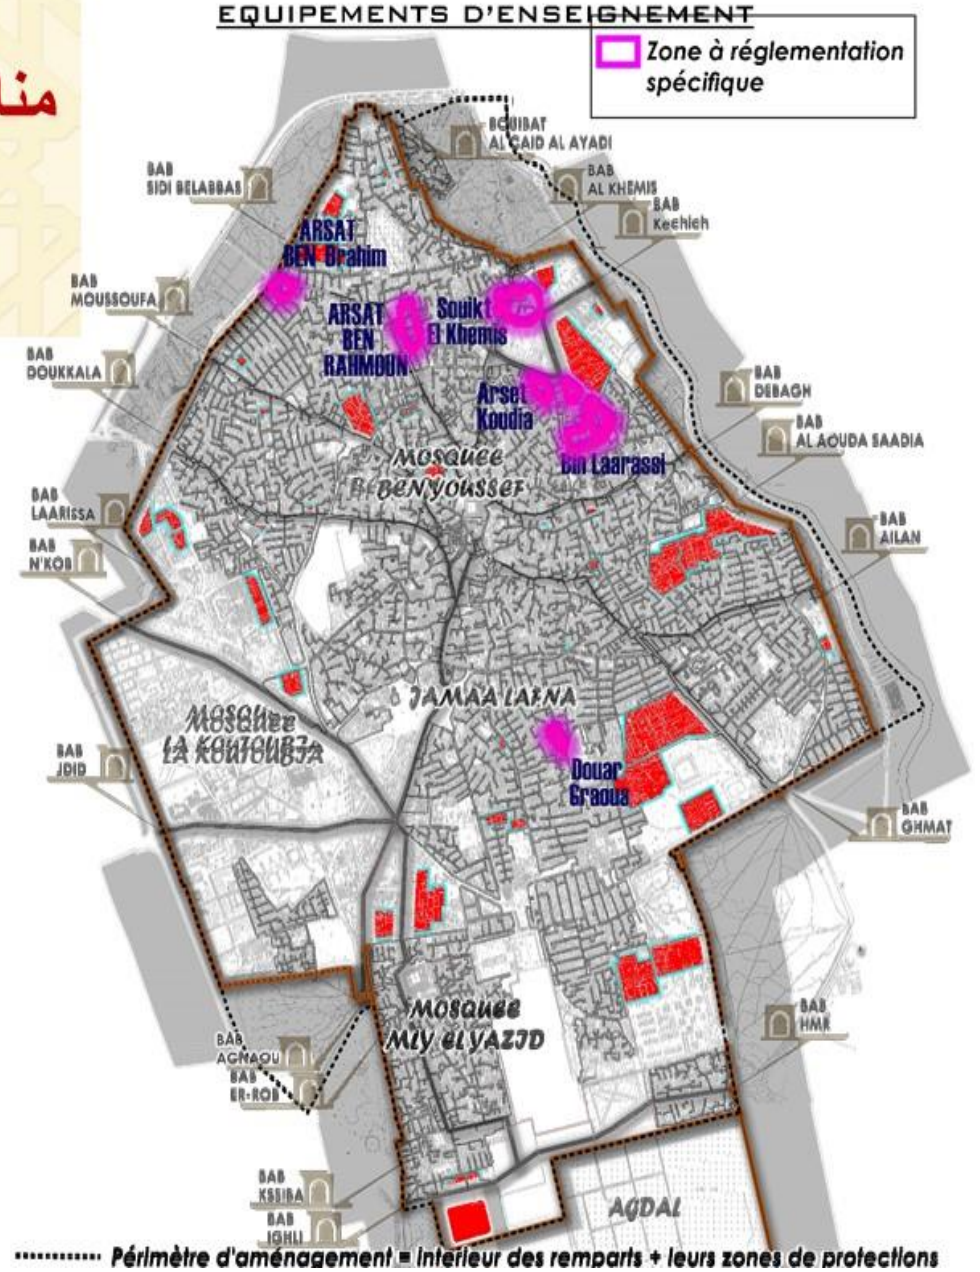 EQUIPEMENTS D'ENSEIGNEMENT
Zone à réglementation
spécifique
BOUIBAT
AL CAID AL AYADI
BAB
SIDI BELABBAS
BAB
AL KHEMIS
BAB
Kechich
ARSAT
BEN Brahim
BAB
MOUSSOUFA
ARSAT
BEN
RAHMOUN
Souikt
El Khemis
BAB
DOUKKALA
BAB
DEBAGH
Arset
Koudia
BAB
AL AOUDA SAADIA
Bin Laarassi
MOSQUEE
BEN YOUSSEF
BAB
LAARISSA
BAB
AILAN
BAB
N'KOB
JAMAA LAFNA
MOSQUEE
LA KOUTOUBIA
BAB
JDID
Douar
Graoua
BAB
GHMAT
MOSQUEE
MLY EL YAZID
BAB
HMR
BAB
AGNAOU
BAB
ER-ROB
BAB
KSEIBA
BAB
IGHLI
AGDAL
Périmètre d'aménagement = interieur des remparts + leurs zones de protections